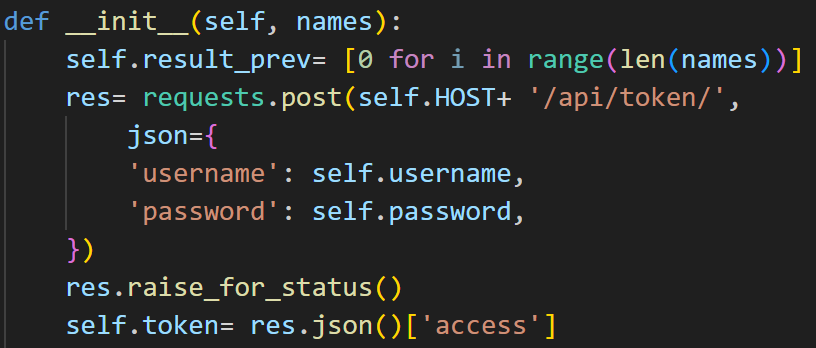 def __init__(self, names):
    self.result_prev= [0 for i in range(len(names))]
    res= requests.post(self.HOST+ '/api/token/',
        json={
        'username': self.username,
        'password': self.password,
    })
    res.raise_for_status()
    self.token= res.json()['access']